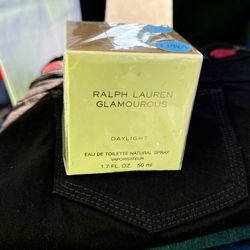 RALPH LAUREN
GLAMOUROUS
DAYLIGHT
EAU DE TOILETTE NATURAL SPRAY
VAPORISATEUR
1.7 FL. OZ. 50 ml